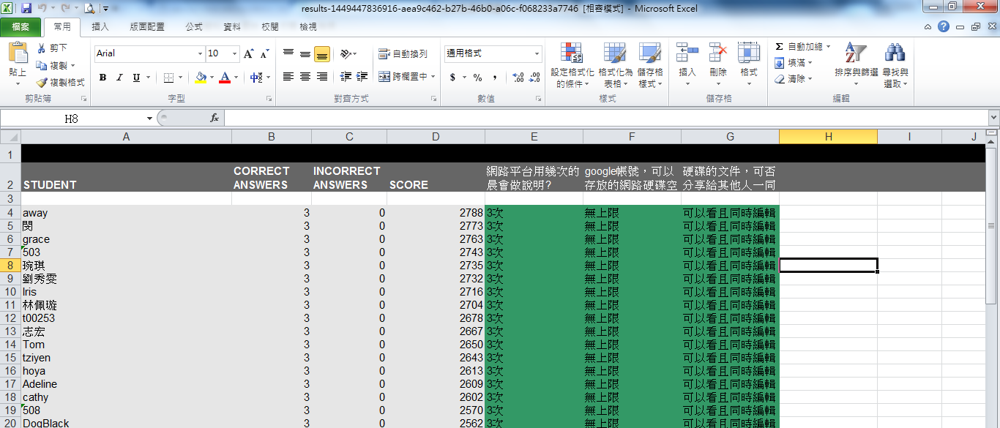 results-1449447836916-aea9c462-b27b-46b0-a06c-f068233a7746 [相容模式] - Microsoft Excel
檔案 常用 插入 版面配置 公式 資料 校閱 檢視
貼上 剪下 複製 複製格式 剪貼簿
Arial 10 B I U 中 字型
自動換列 跨欄置中 對齊方式
通用格式 $ % , 數值
設定格式化的條件 格式化為表格 儲存格樣式 樣式
插入 刪除 格式 儲存格
Σ 自動加總 填滿 清除 排序與篩選 尋找與選取 編輯
H8 fx
A B C D E F G H I J
1
2 STUDENT CORRECT ANSWERS INCORRECT ANSWERS SCORE 網路平台用幾次的晨會做說明? google帳號，可以存放的網路硬碟空 硬碟的文件，可否分享給其他人一同
3
4 away 3 0 2788 3次 無上限 可以看且同時編輯
5 閔 3 0 2773 3次 無上限 可以看且同時編輯
6 grace 3 0 2763 3次 無上限 可以看且同時編輯
7 503 3 0 2743 3次 無上限 可以看且同時編輯
8 琬琪 3 0 2735 3次 無上限 可以看且同時編輯
9 劉秀雯 3 0 2732 3次 無上限 可以看且同時編輯
10 Iris 3 0 2716 3次 無上限 可以看且同時編輯
11 林佩璇 3 0 2704 3次 無上限 可以看且同時編輯
12 t00253 3 0 2678 3次 無上限 可以看且同時編輯
13 志宏 3 0 2667 3次 無上限 可以看且同時編輯
14 Tom 3 0 2650 3次 無上限 可以看且同時編輯
15 tziyen 3 0 2643 3次 無上限 可以看且同時編輯
16 hoya 3 0 2613 3次 無上限 可以看且同時編輯
17 Adeline 3 0 2609 3次 無上限 可以看且同時編輯
18 cathy 3 0 2602 3次 無上限 可以看且同時編輯
19 508 3 0 2570 3次 無上限 可以看且同時編輯
20 DogBlack 3 0 2562 3次 無上限 可以看且同時編輯